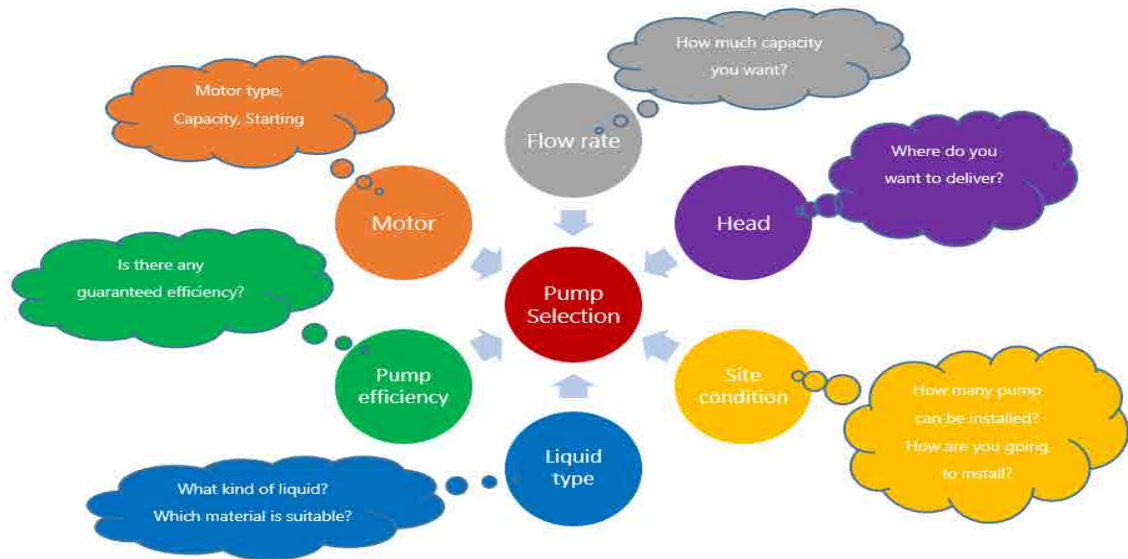 How much capacity
you want?
Motor type,
Capacity, Starting
Flow rate
Where do you
want to deliver?
Motor
Head
Is there any
guaranteed efficiency?
Pump
Selection
Pump
efficiency
Site
condition
How many pump
can be installed?
How are you going
to install?
Liquid
type
What kind of liquid?
Which material is suitable?